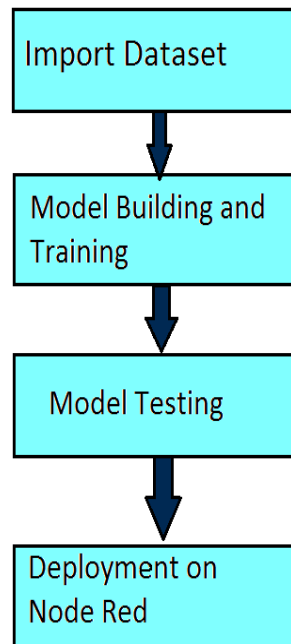 Import Dataset
Model Building and
Training
Model Testing
Deployment on
Node Red